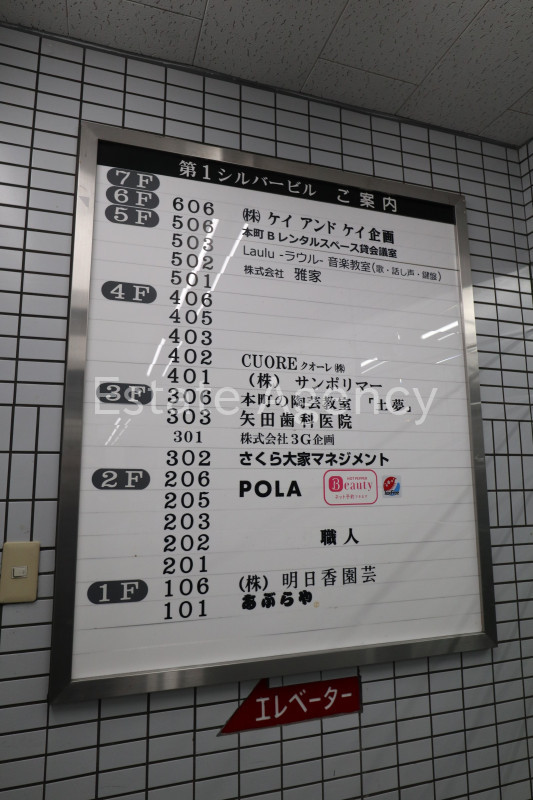 第1シルバービル ご案内
7F
6F 606 ㈱ ケイ アンド ケイ企画
5F 506 本町Bレンタルスペース貸会議室
503 Laulu -ラウル- 音楽教室(歌・話し声・鍵盤)
502 株式会社 雅家
501
4F 406
405
403
402 CUORE クオーレ㈱
401 (株) サンポリマー
3F 306 本町の陶芸教室 「土夢」
303 矢田歯科医院
301 株式会社3G企画
302 さくら大家マネジメント
2F 206 POLA Beauty
205
203
202 職人
201
1F 106 (株) 明日香園芸
101 あぶらや
エレベーター
Estate Agency